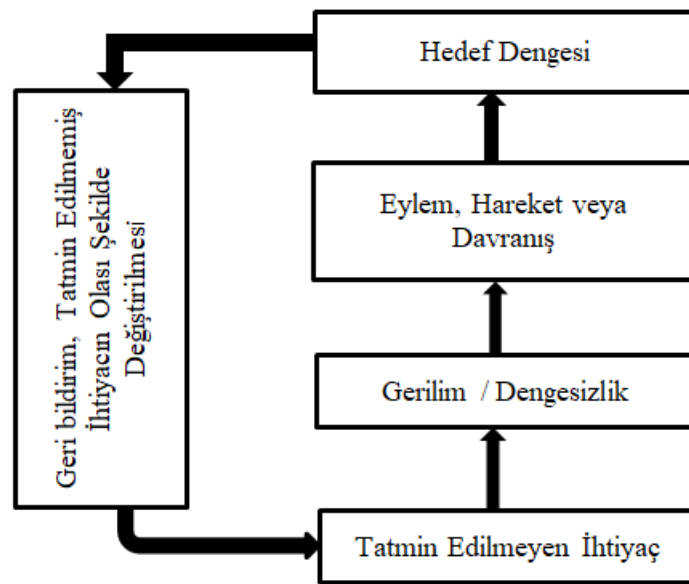 Hedef Dengesi
Eylem, Hareket veya
Davranış
Gerilim / Dengesizlik
Tatmin Edilmeyen İhtiyaç
Geri bildirim, Tatmin Edilmemiş
İhtiyacın Olası Şekilde
Değiştirilmesi